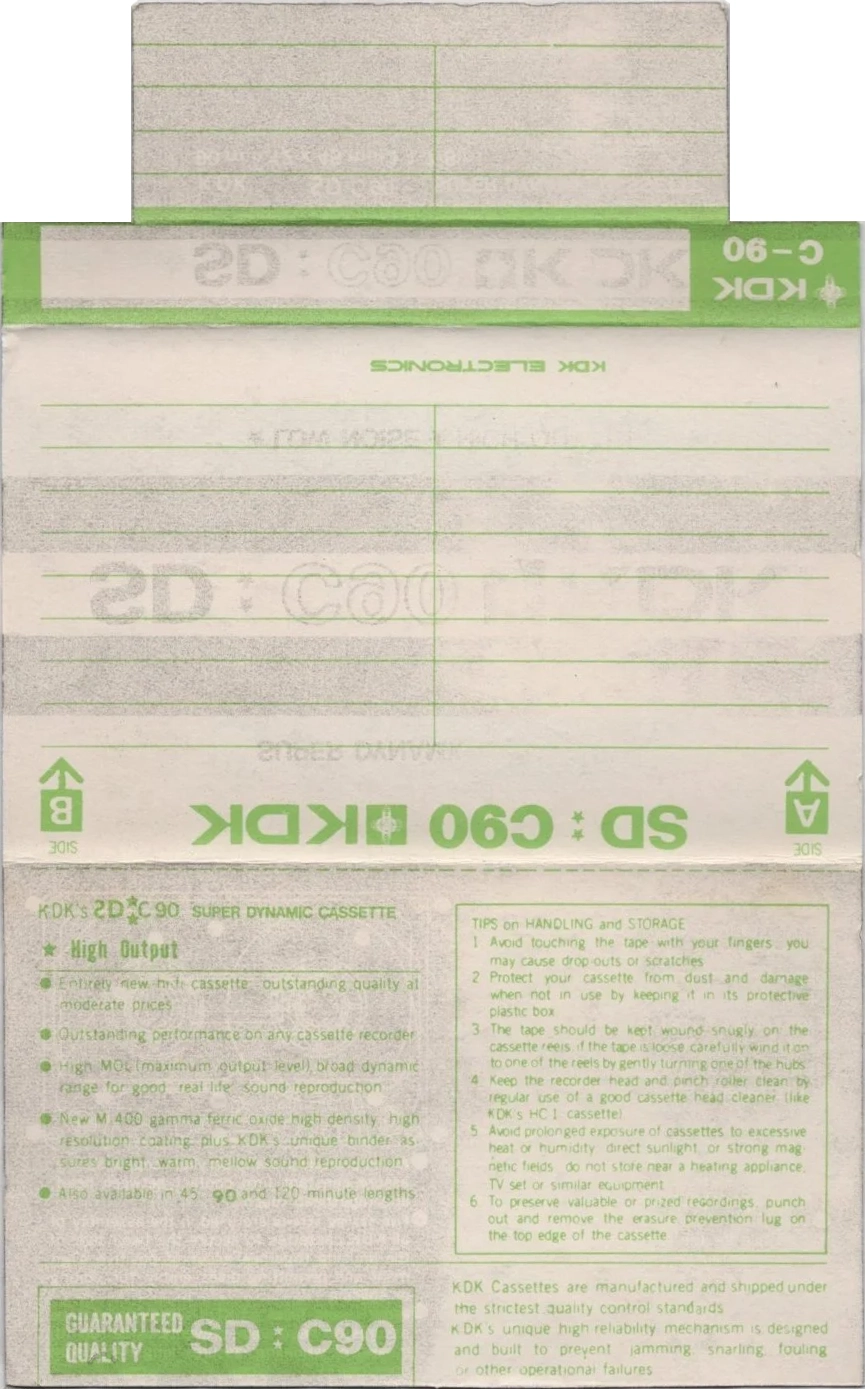 C-90
KDK
KDK ELECTRONICS
SIDE B
SD : C90 KDK
SIDE A
KDK's SD:C90 SUPER DYNAMIC CASSETTE
★ High Output
● Entirely new hi-fi cassette outstanding quality at
moderate prices
● Outstanding performance on any cassette recorder
● High MOL (maximum output level) broad dynamic
range for good real life sound reproduction
● New M 400 gamma ferric oxide high density, high
resolution coating plus KDK's unique binder as
sures bright, warm, mellow sound reproduction
● Also available in 45, 90 and 120 minute lengths
TIPS on HANDLING and STORAGE
1 Avoid touching the tape with your fingers you
may cause drop-outs or scratches
2 Protect your cassette from dust and damage
when not in use by keeping it in its protective
plastic box
3 The tape should be kept wound snugly on the
cassette reels, if the tape is loose, carefully wind it on
to one of the reels by gently turning one of the hubs
4 Keep the recorder head and pinch roller clean by
regular use of a good cassette head cleaner (like
KDK's HC 1 cassette)
5 Avoid prolonged exposure of cassettes to excessive
heat or humidity direct sunlight, or strong mag
netic fields do not store near a heating appliance,
TV set or similar equipment
6 To preserve valuable or prized recordings, punch
out and remove the erasure prevention lug on
the top edge of the cassette
GUARANTEED
QUALITY
SD : C90
KDK Cassettes are manufactured and shipped under
the strictest quality control standards
KDK's unique high reliability mechanism is designed
and built to prevent jamming, snarling, fouling
or other operational failures